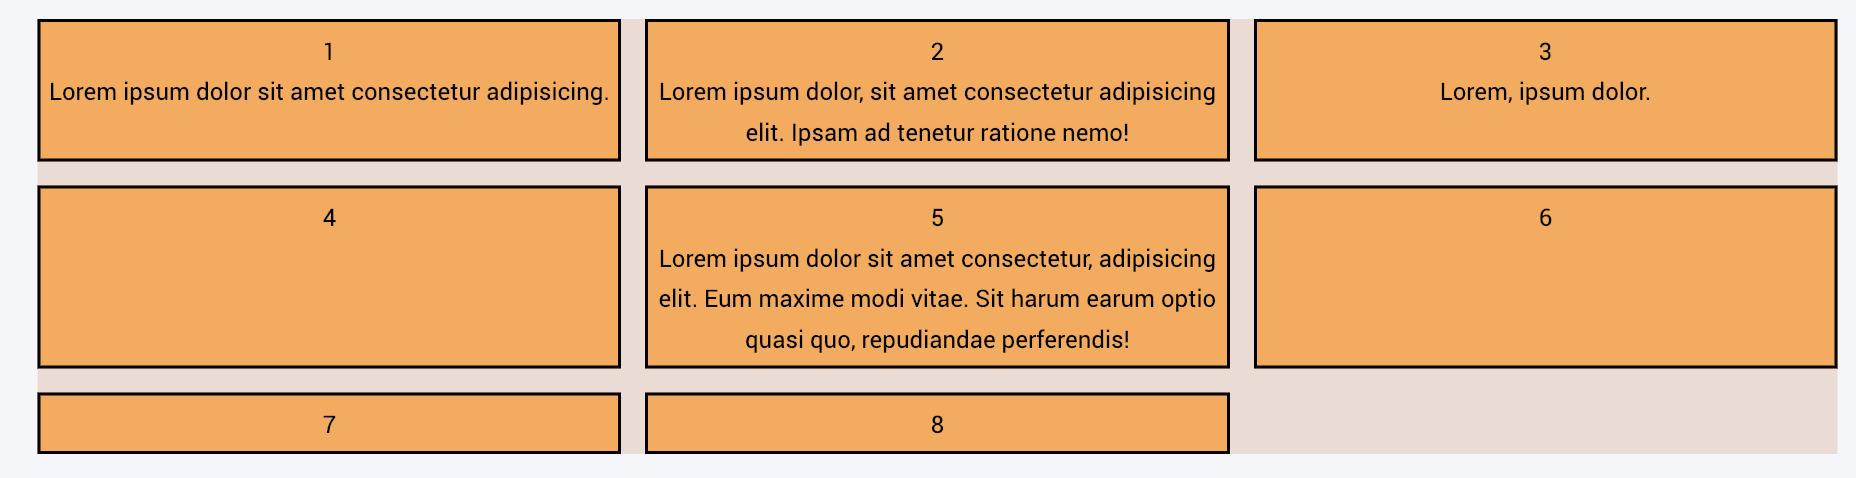 1
Lorem ipsum dolor sit amet consectetur adipisicing.
2
Lorem ipsum dolor, sit amet consectetur adipisicing
elit. Ipsam ad tenetur ratione nemo!
3
Lorem, ipsum dolor.
4
5
Lorem ipsum dolor sit amet consectetur, adipisicing
elit. Eum maxime modi vitae. Sit harum earum optio
quasi quo, repudiandae perferendis!
6
7
8